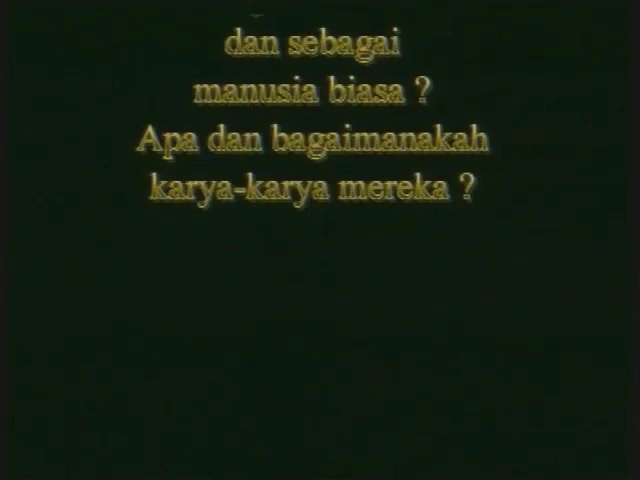 dan sebagai
manusia biasa ?
Apa dan bagaimanakah
karya-karya mereka ?